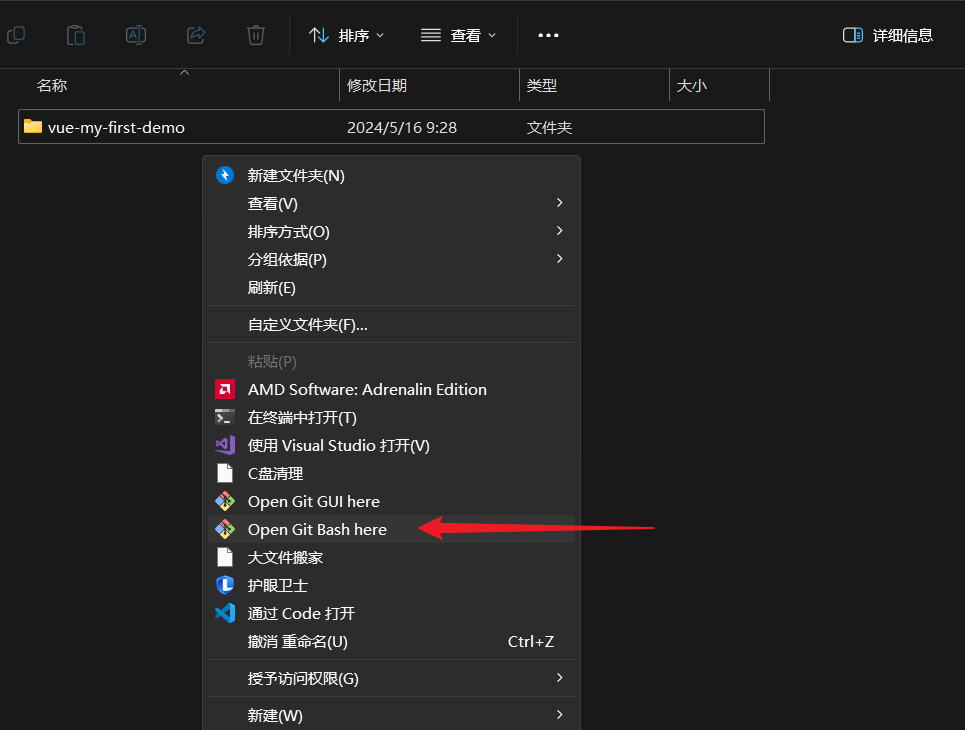 排序 查看 详细信息
名称 修改日期 类型 大小
vue-my-first-demo 2024/5/16 9:28 文件夹
新建文件夹(N)
查看(V)
排序方式(O)
分组依据(P)
刷新(E)
自定义文件夹(F)...
粘贴(P)
AMD Software: Adrenalin Edition
在终端中打开(T)
使用 Visual Studio 打开(V)
C盘清理
Open Git GUI here
Open Git Bash here
大文件搬家
护眼卫士
通过 Code 打开
撤消 重命名(U) Ctrl+Z
授予访问权限(G)
新建(W)